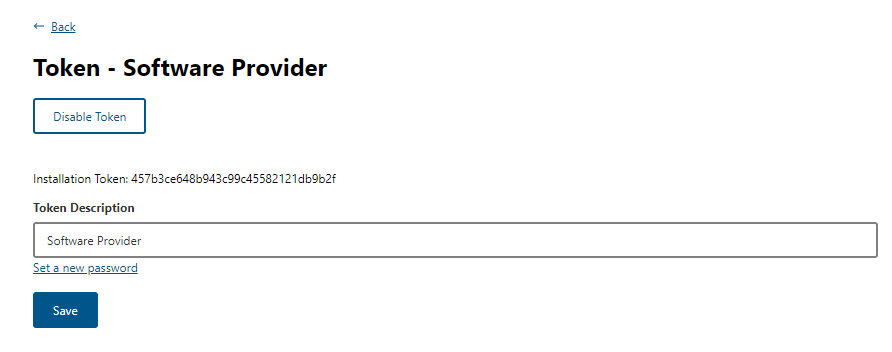 ← Back
Token - Software Provider
Disable Token
Installation Token: 457b3ce648b943c99c45582121db9b2f
Token Description
Software Provider
Set a new password
Save